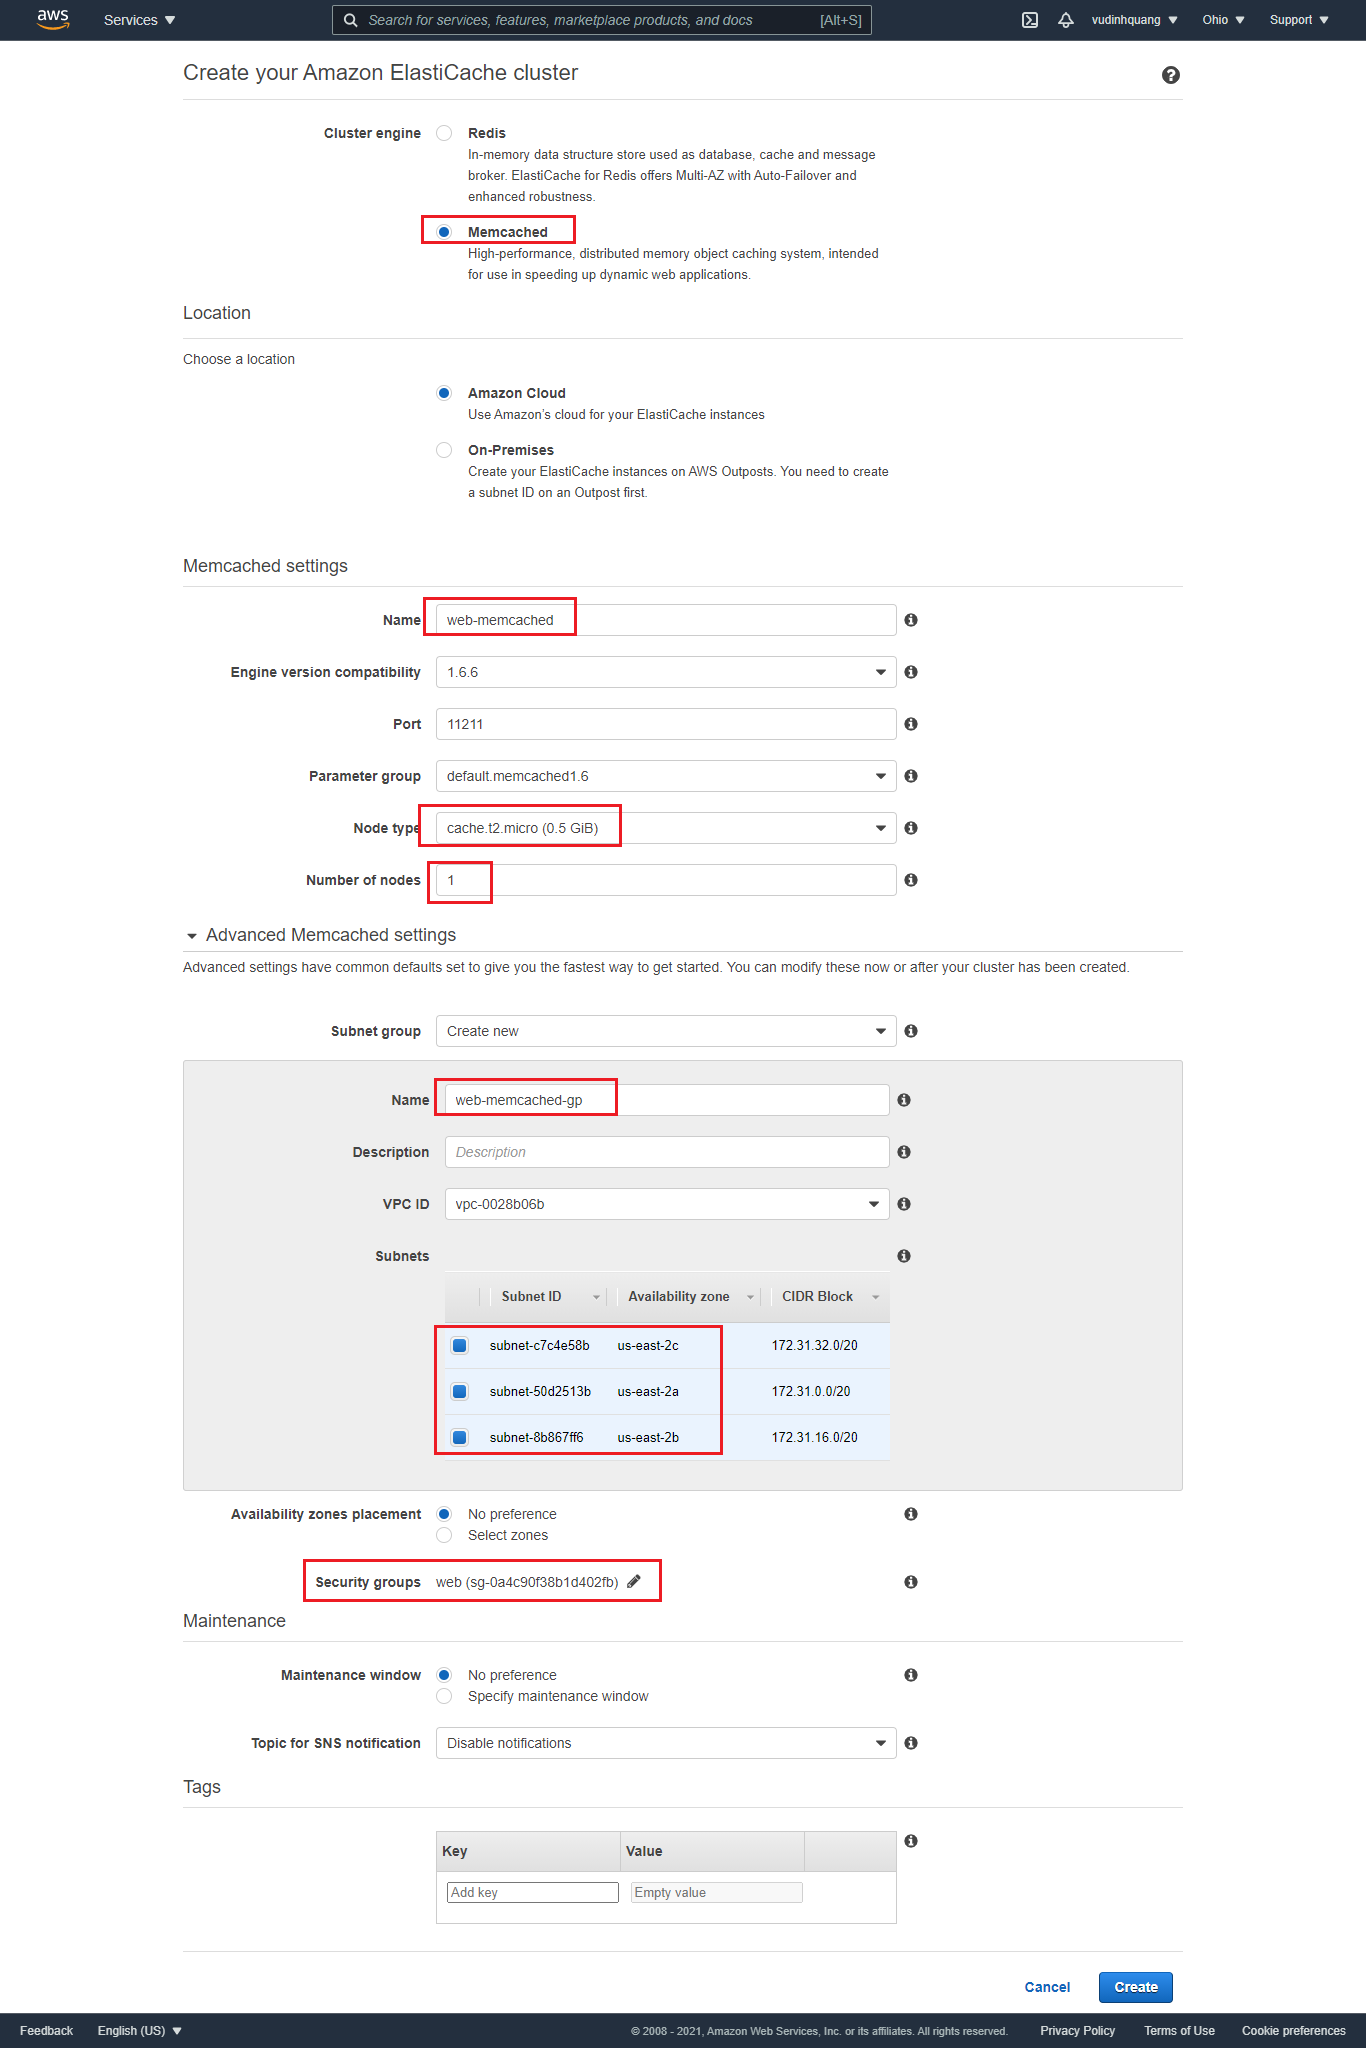 aws Services Search for services, features, marketplace products, and docs [Alt+S] vudinhquang Ohio Support
Create your Amazon ElastiCache cluster
Cluster engine Redis
In-memory data structure store used as database, cache and message
broker. ElastiCache for Redis offers Multi-AZ with Auto-Failover and
enhanced robustness.
Memcached
High-performance, distributed memory object caching system, intended
for use in speeding up dynamic web applications.
Location
Choose a location
Amazon Cloud
Use Amazon's cloud for your ElastiCache instances
On-Premises
Create your ElastiCache instances on AWS Outposts. You need to create
a subnet ID on an Outpost first.
Memcached settings
Name web-memcached
Engine version compatibility 1.6.6
Port 11211
Parameter group default.memcached1.6
Node type cache.t2.micro (0.5 GiB)
Number of nodes 1
Advanced Memcached settings
Advanced settings have common defaults set to give you the fastest way to get started. You can modify these now or after your cluster has been created.
Subnet group Create new
Name web-memcached-gp
Description Description
VPC ID vpc-0028b06b
Subnets
Subnet ID Availability zone CIDR Block
subnet-c7c4e58b us-east-2c 172.31.32.0/20
subnet-50d2513b us-east-2a 172.31.0.0/20
subnet-8b867ff6 us-east-2b 172.31.16.0/20
Availability zones placement No preference
Select zones
Security groups web (sg-0a4c90f38b1d402fb)
Maintenance
Maintenance window No preference
Specify maintenance window
Topic for SNS notification Disable notifications
Tags
Key Value
Add key Empty value
Cancel Create
Feedback English (US) © 2008 - 2021, Amazon Web Services, Inc. or its affiliates. All rights reserved. Privacy Policy Terms of Use Cookie preferences